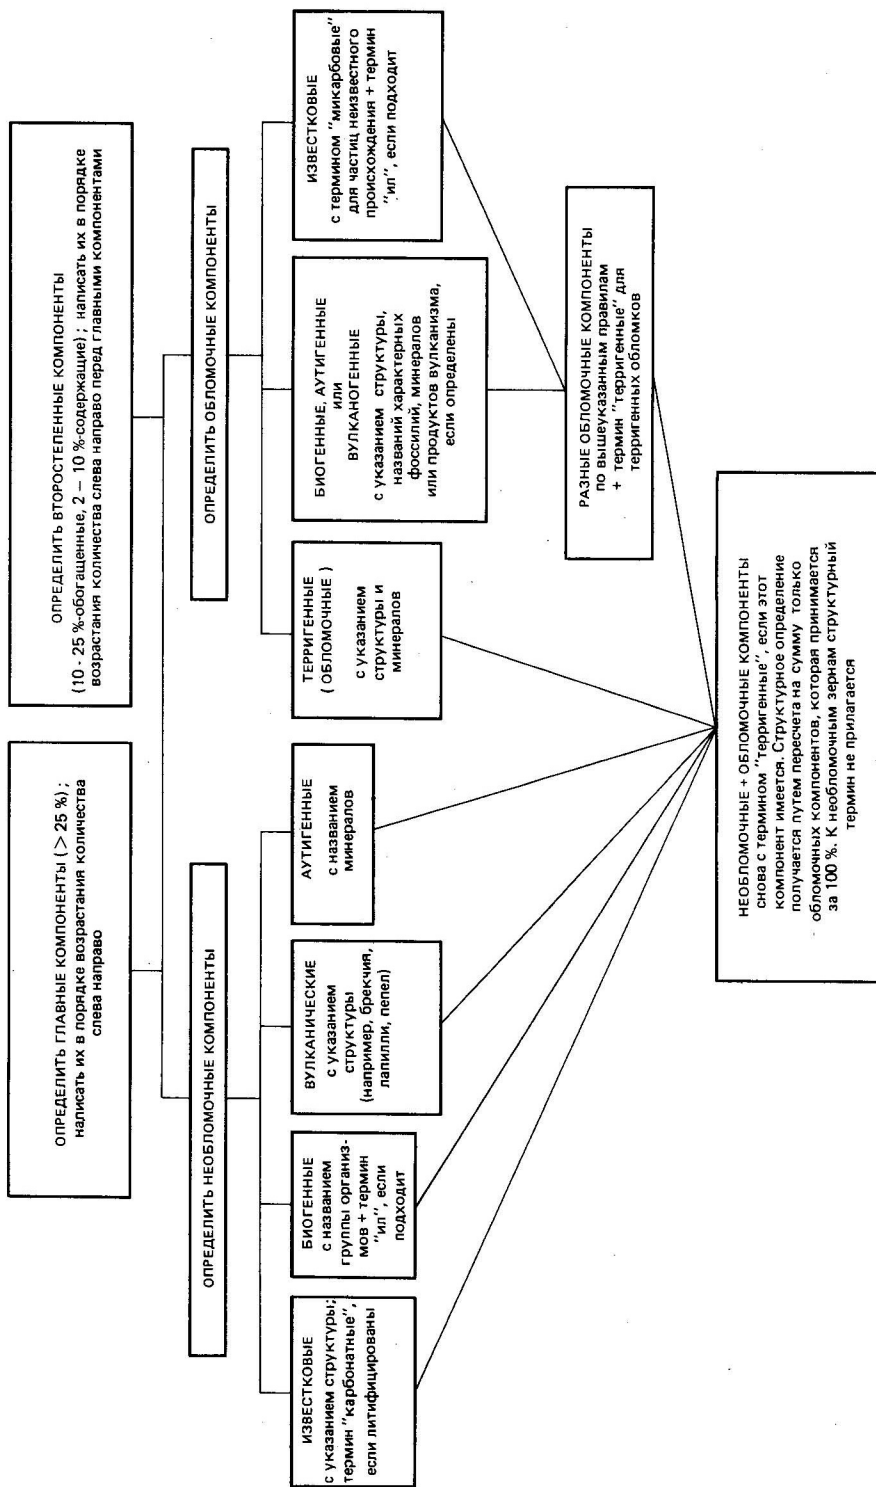 ОПРЕДЕЛИТЬ ГЛАВНЫЕ КОМПОНЕНТЫ (> 25 %);
написать их в порядке возрастания количества
слева направо
ОПРЕДЕЛИТЬ ВТОРОСТЕПЕННЫЕ КОМПОНЕНТЫ
(10 - 25 %-обогащенные, 2 – 10 %-содержащие); написать их в порядке
возрастания количества слева направо перед главными компонентами
ОПРЕДЕЛИТЬ НЕОБЛОМОЧНЫЕ КОМПОНЕНТЫ
ОПРЕДЕЛИТЬ ОБЛОМОЧНЫЕ КОМПОНЕНТЫ
ИЗВЕСТКОВЫЕ
с указанием структуры;
термин "карбонатные",
если литифицированы
БИОГЕННЫЕ
с названием
группы организ-
мов + термин
"ил", если
подходит
ВУЛКАНИЧЕСКИЕ
с указанием
структуры
(например, брекчия,
лапилли, пепел)
АУТИГЕННЫЕ
с названием
минералов
ТЕРРИГЕННЫЕ
(ОБЛОМОЧНЫЕ )
с указанием
структуры и
минералов
БИОГЕННЫЕ, АУТИГЕННЫЕ
или
ВУЛКАНОГЕННЫЕ
с указанием структуры,
названий характерных
фоссилий, минералов
или продуктов вулканизма,
если определены
ИЗВЕСТКОВЫЕ
с термином "микарбовые"
для частиц неизвестного
происхождения + термин
"ил", если подходит
РАЗНЫЕ ОБЛОМОЧНЫЕ КОМПОНЕНТЫ
по вышеуказанным правилам
+ термин "терригенные" для
терригенных обломков
НЕОБЛОМОЧНЫЕ + ОБЛОМОЧНЫЕ КОМПОНЕНТЫ
снова с термином "терригенные", если этот
компонент имеется. Структурное определение
получается путем пересчета на сумму только
обломочных компонентов, которая принимается
за 100 %. К необломочным зернам структурный
термин не прилагается